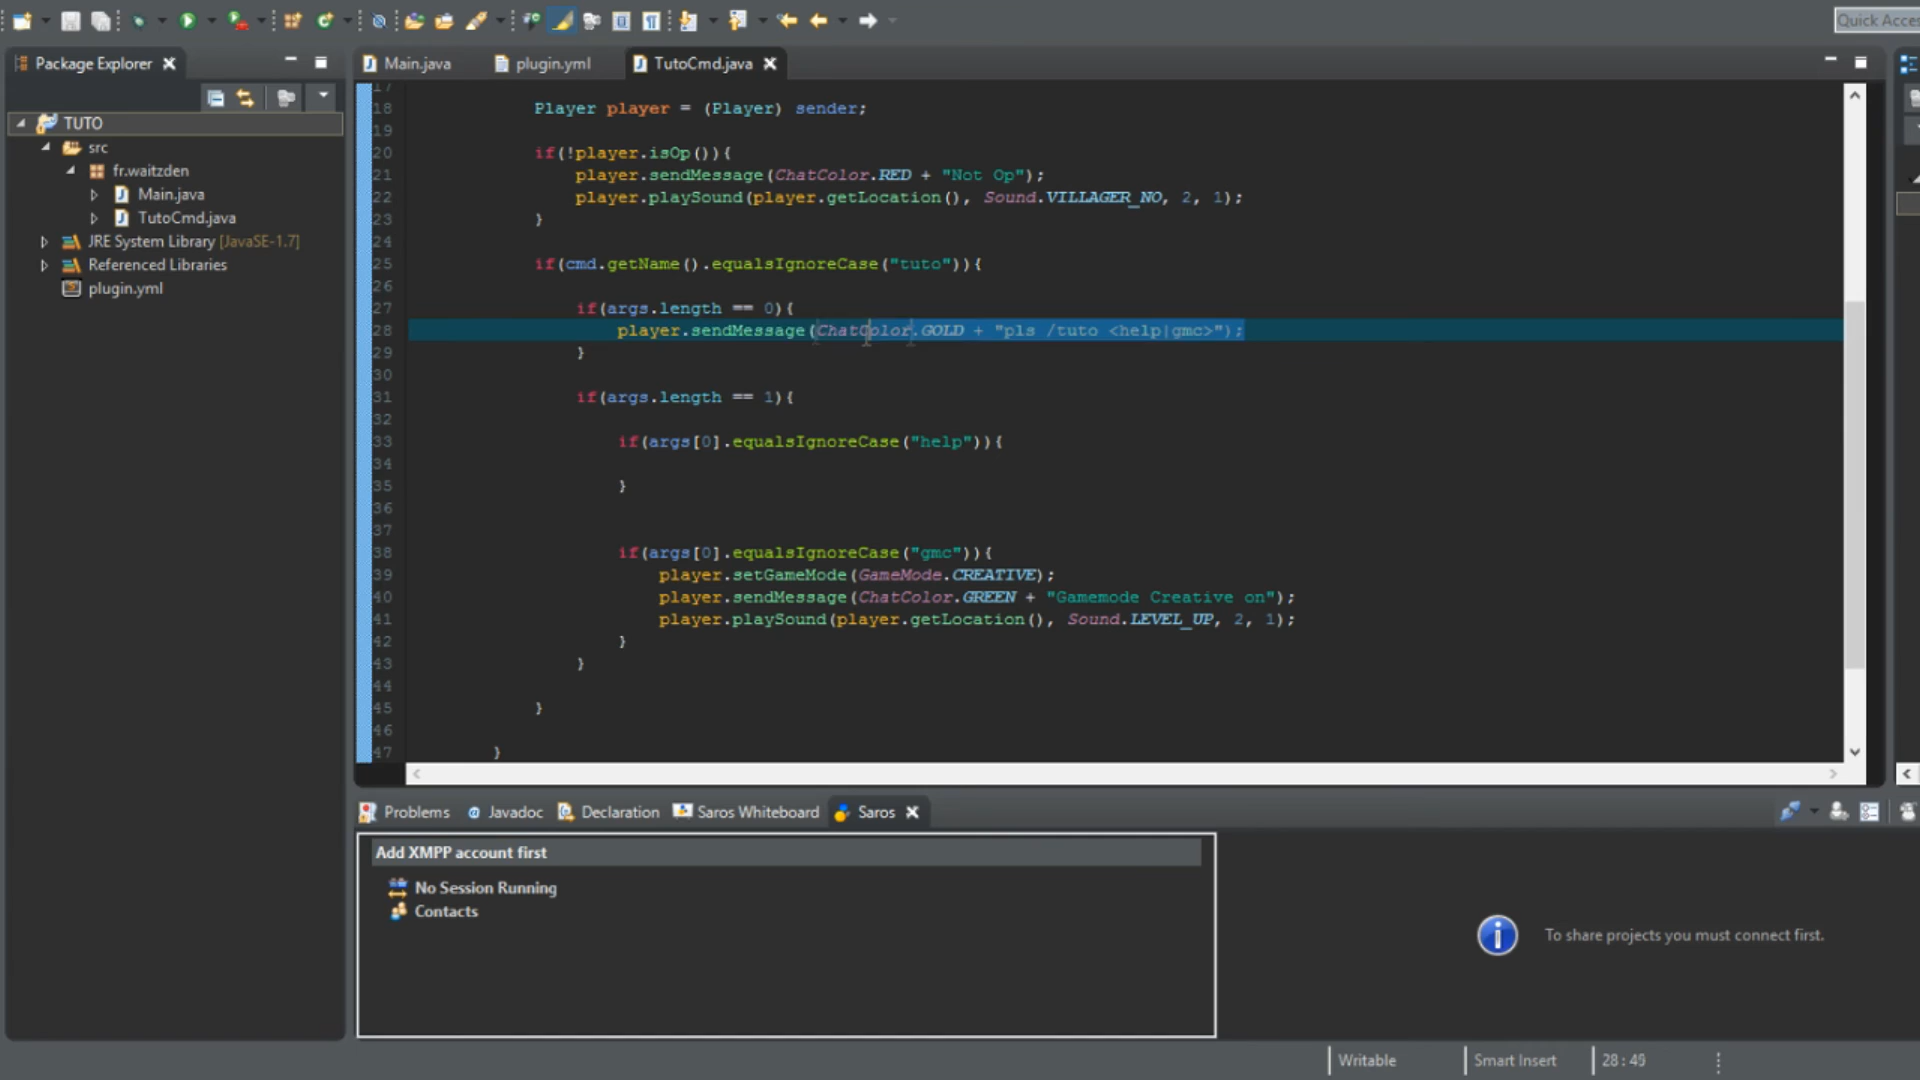 Quick Acces
Package Explorer
Main.java
plugin.yml
TutoCmd.java
TUTO
src
fr.waitzden
Main.java
TutoCmd.java
JRE System Library [JavaSE-1.7]
Referenced Libraries
plugin.yml
17
18 Player player = (Player) sender;
19
20 if(!player.isOp()){
21 player.sendMessage(ChatColor.RED + "Not Op");
22 player.playSound(player.getLocation(), Sound.VILLAGER_NO, 2, 1);
23 }
24
25 if(cmd.getName().equalsIgnoreCase("tuto")){
26
27 if(args.length == 0){
28 player.sendMessage(ChatColor.GOLD + "pls /tuto <help|gmc>");
29 }
30
31 if(args.length == 1){
32
33 if(args[0].equalsIgnoreCase("help")){
34
35 }
36
37
38 if(args[0].equalsIgnoreCase("gmc")){
39 player.setGameMode(GameMode.CREATIVE);
40 player.sendMessage(ChatColor.GREEN + "Gamemode Creative on");
41 player.playSound(player.getLocation(), Sound.LEVEL_UP, 2, 1);
42 }
43 }
44
45 }
46
47 }
Problems
Javadoc
Declaration
Saros Whiteboard
Saros
Add XMPP account first
No Session Running
Contacts
To share projects you must connect first.
Writable
Smart Insert
28:45